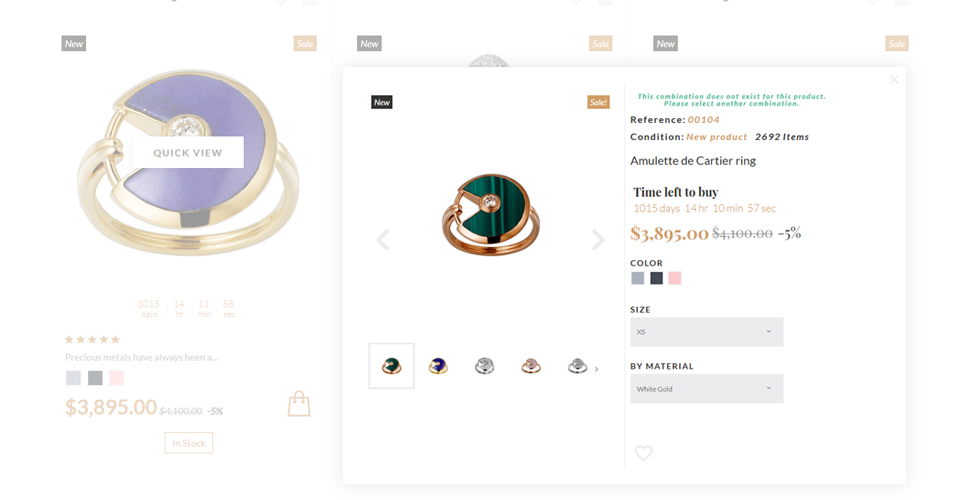 New
Sale
New
Sale
New
Sale
QUICK VIEW
1015 : 14 : 11 : 58
days hr min sec
Precious metals have always been a...
$3,895.00 $4,100.00 -5%
In Stock
New
Sale!
This combination does not exist for this product.
Please select another combination.
Reference: 00104
Condition: New product 2692 Items
Amulette de Cartier ring
Time left to buy
1015 days 14 hr 10 min 57 sec
$3,895.00 $4,100.00 -5%
COLOR
SIZE
XS
BY MATERIAL
White Gold